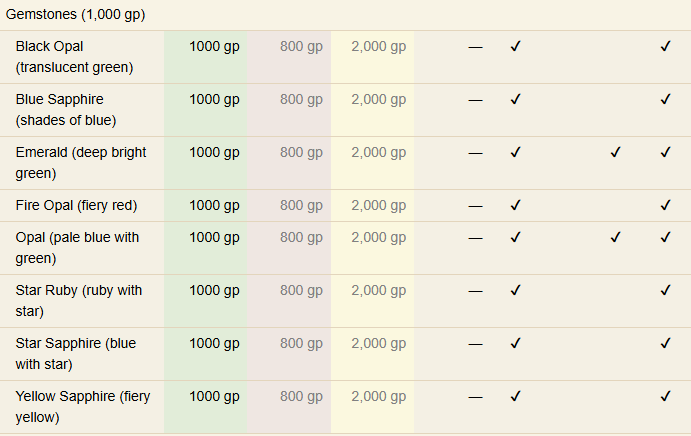 Gemstones (1,000 gp)
Black Opal 1000 gp 800 gp 2,000 gp — ✓ ✓
(translucent green)
Blue Sapphire 1000 gp 800 gp 2,000 gp — ✓ ✓
(shades of blue)
Emerald (deep bright 1000 gp 800 gp 2,000 gp — ✓ ✓ ✓
green)
Fire Opal (fiery red) 1000 gp 800 gp 2,000 gp — ✓ ✓
Opal (pale blue with 1000 gp 800 gp 2,000 gp — ✓ ✓ ✓
green)
Star Ruby (ruby with 1000 gp 800 gp 2,000 gp — ✓ ✓
star)
Star Sapphire (blue 1000 gp 800 gp 2,000 gp — ✓ ✓
with star)
Yellow Sapphire (fiery 1000 gp 800 gp 2,000 gp — ✓ ✓
yellow)